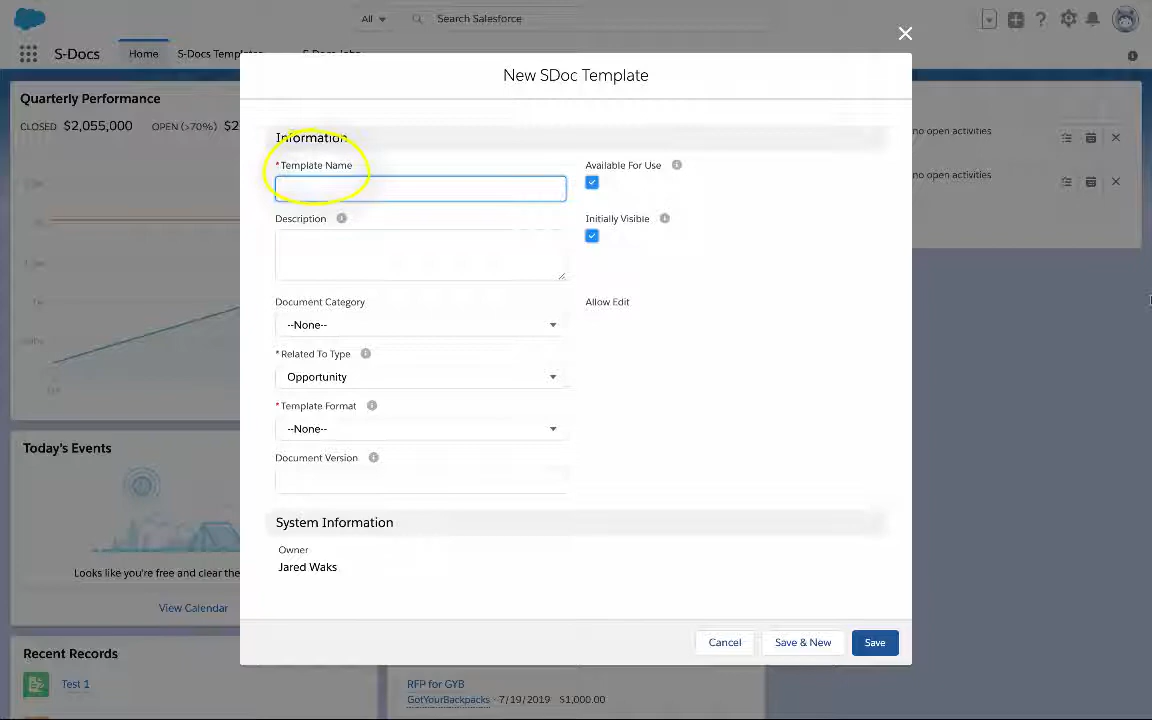 All
Search Salesforce
S-Docs
Home
New SDoc Template
Quarterly Performance
CLOSED $2,055,000 OPEN (>70%)
Information
*Template Name
Available For Use
Description
Initially Visible
Document Category
--None--
Allow Edit
*Related To Type
Opportunity
*Template Format
--None--
Document Version
System Information
Owner
Jared Waks
Cancel
Save & New
Save
no open activities
no open activities
Today's Events
Looks like you're free and clear the
View Calendar
Recent Records
Test 1
RFP for GYB
GotYourBackpacks · 7/19/2019 $1,000.00